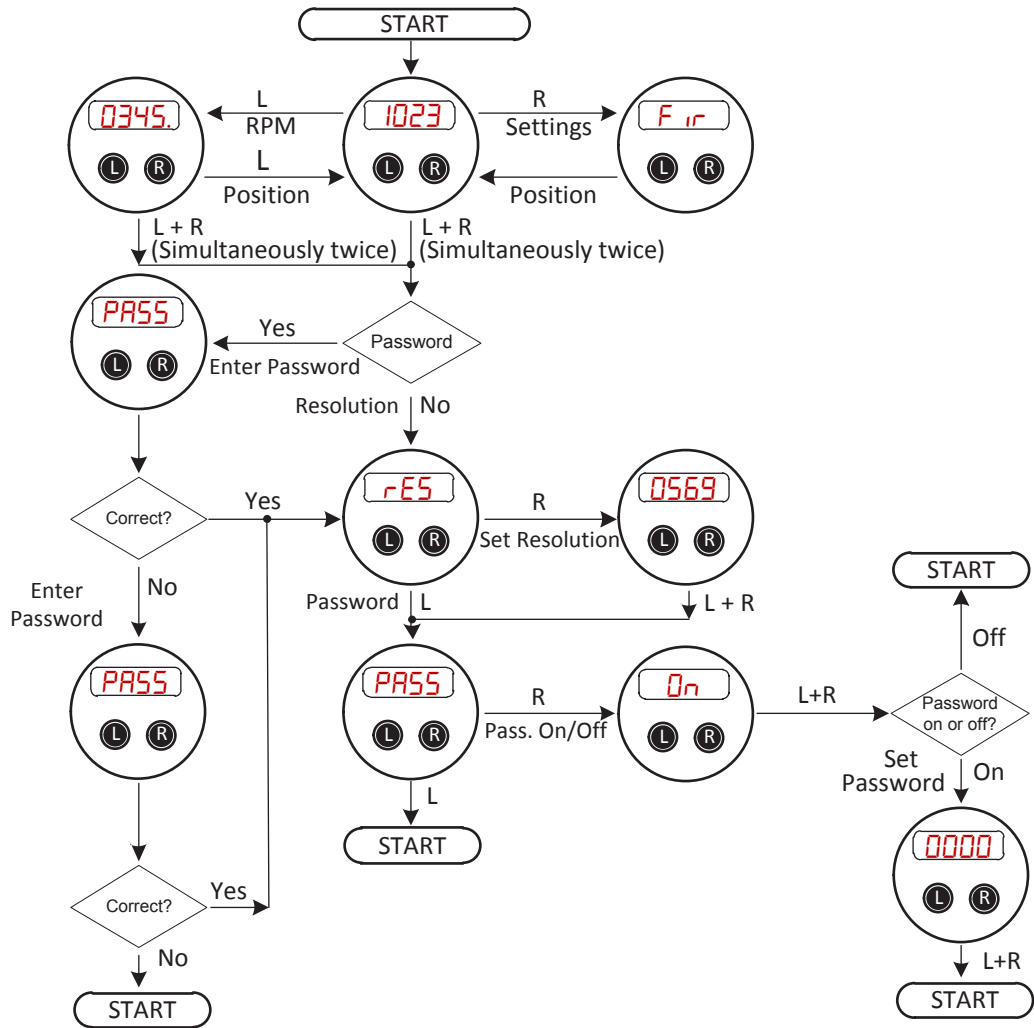 START
0345.
L R
L
RPM
L
Position
1023
L R
R
Settings
Position
F ir
L R
L + R
(Simultaneously twice)
L + R
(Simultaneously twice)
PASS
L R
Yes
Enter Password
Password
Resolution No
Correct?
Yes
rES
L R
R
Set Resolution
0569
L R
Enter
Password
No
Password L
L + R
PASS
L R
PASS
L R
R
Pass. On/Off
On
L R
L+R
START
Off
Password
on or off?
Set
Password
On
L
START
0000
L R
Correct?
Yes
No
START
L+R
START